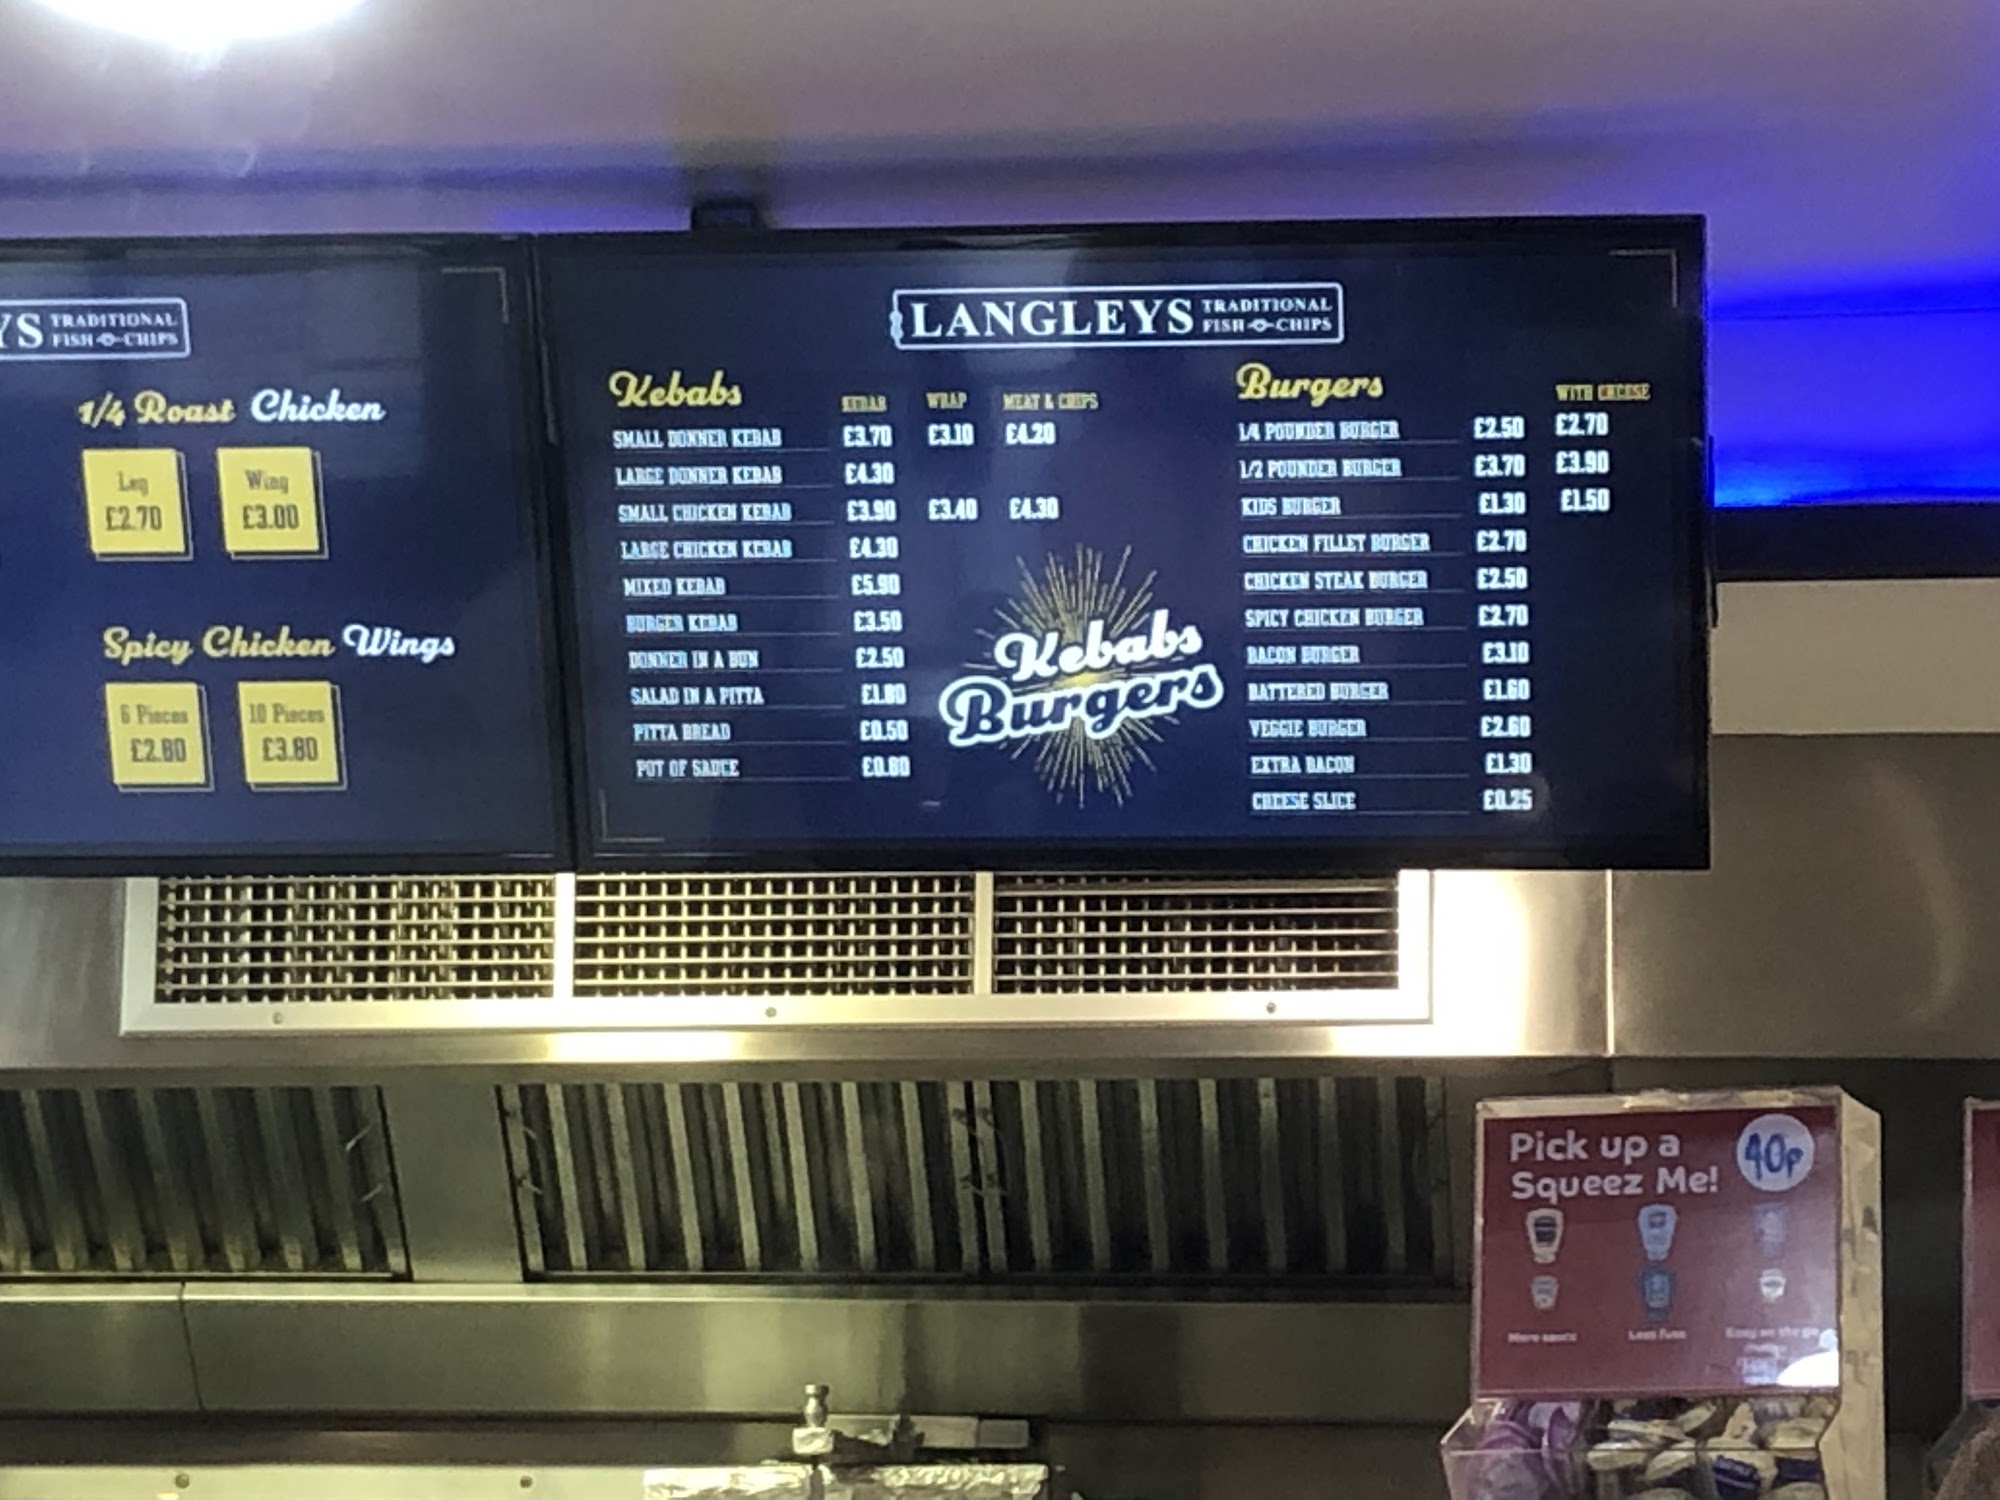 YS TRADITIONAL
FISH & CHIPS
1/4 Roast Chicken
Leg
£2.70
Wing
£3.00
Spicy Chicken Wings
6 Pieces
£2.80
10 Pieces
£3.80
LANGLEYS TRADITIONAL
FISH & CHIPS
Kebabs KEBAB WRAP MEAT & CHIPS
SMALL DONNER KEBAB £3.70 £3.10 £4.20
LARGE DONNER KEBAB £4.30
SMALL CHICKEN KEBAB £3.90 £3.40 £4.30
LARGE CHICKEN KEBAB £4.30
MIXED KEBAB £5.90
BURGER KEBAB £3.50
DONNER IN A BUN £2.50
SALAD IN A PITTA £1.80
PITTA BREAD £0.50
POT OF SAUCE £0.80
Kebabs
Burgers
Burgers WITH CHEESE
1/4 POUNDER BURGER £2.50 £2.70
1/2 POUNDER BURGER £3.70 £3.90
KIDS BURGER £1.30 £1.50
CHICKEN FILLET BURGER £2.70
CHICKEN STEAK BURGER £2.50
SPICY CHICKEN BURGER £2.70
BACON BURGER £3.10
BATTERED BURGER £1.60
VEGGIE BURGER £2.60
EXTRA BACON £1.30
CHEESE SLICE £0.25
Pick up a
Squeez Me!
40p
More sauce
Less fuss
Easy on the go